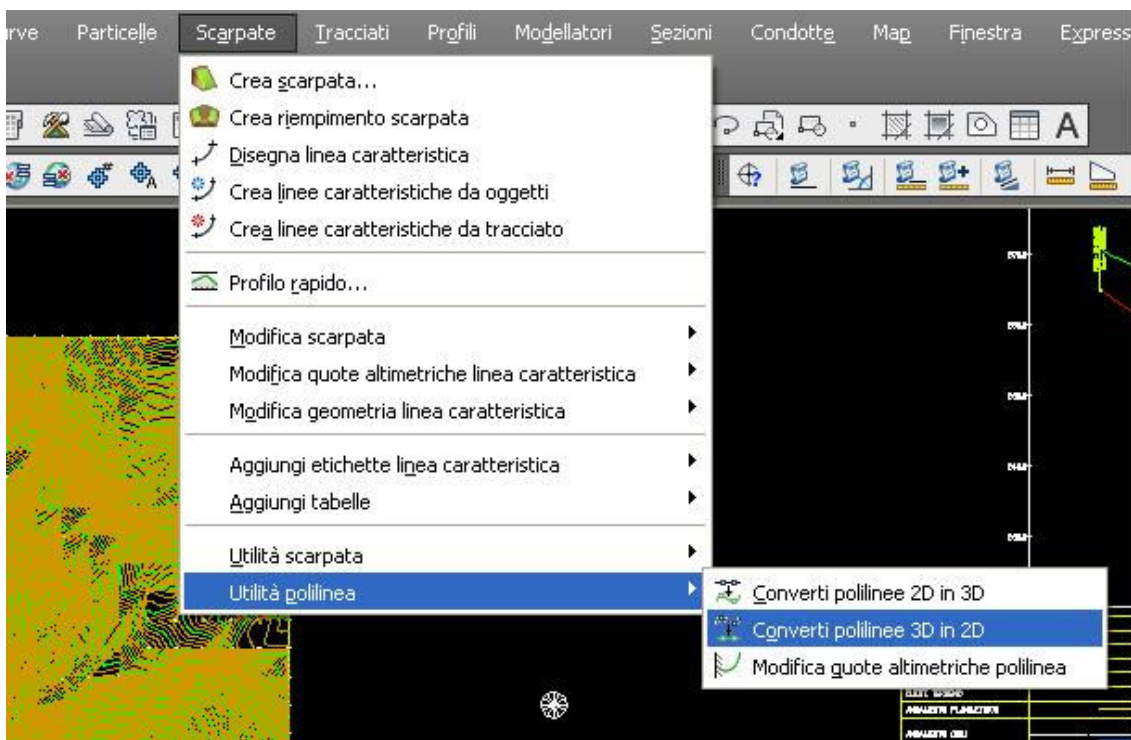 rve Particelle Scarpate Tracciati Profili Modellatori Sezioni Condotte Map Finestra Express
Crea scarpata...
Crea riempimento scarpata
Disegna linea caratteristica
Crea linee caratteristiche da oggetti
Crea linee caratteristiche da tracciato
Profilo rapido...
Modifica scarpata
Modifica quote altimetriche linea caratteristica
Modifica geometria linea caratteristica
Aggiungi etichette linea caratteristica
Aggiungi tabelle
Utilità scarpata
Utilità polilinea
Converti polilinee 2D in 3D
Converti polilinee 3D in 2D
Modifica quote altimetriche polilinea
A